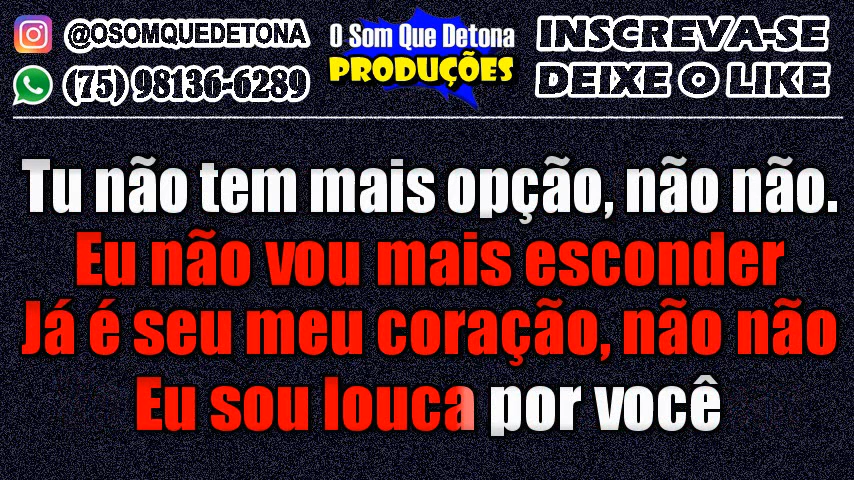 @OSOMQUEDETONA
(75) 98136-6289
O Som Que Detona
PRODUÇÕES
INSCREVA-SE
DEIXE O LIKE
Tu não tem mais opção, não não.
Eu não vou mais esconder
Já é seu meu coração, não não
Eu sou louca por você